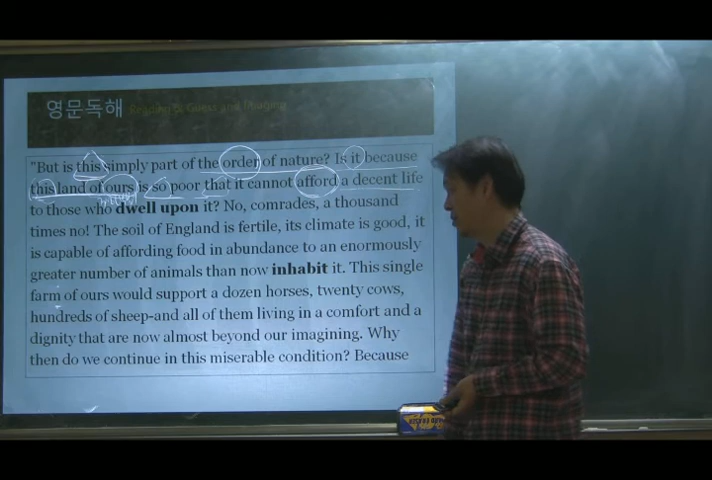 영문독해 Reading & Guess and Judging
"But is this simply part of the order of nature? Is it because
this land of ours is so poor that it cannot afford a decent life
to those who dwell upon it? No, comrades, a thousand
times no! The soil of England is fertile, its climate is good, it
is capable of affording food in abundance to an enormously
greater number of animals than now inhabit it. This single
farm of ours would support a dozen horses, twenty cows,
hundreds of sheep-and all of them living in a comfort and a
dignity that are now almost beyond our imagining. Why
then do we continue in this miserable condition? Because